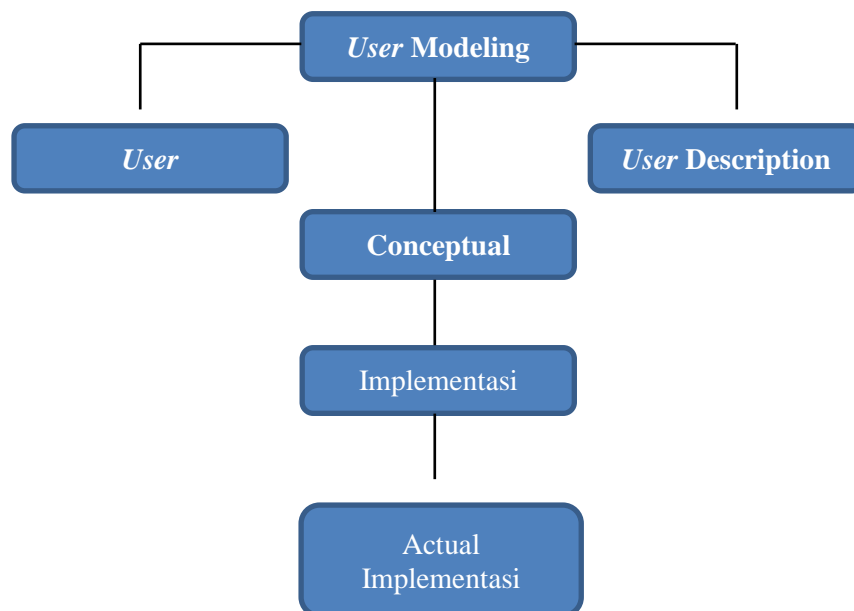 User Modeling
User
User Description
Conceptual
Implementasi
Actual
Implementasi